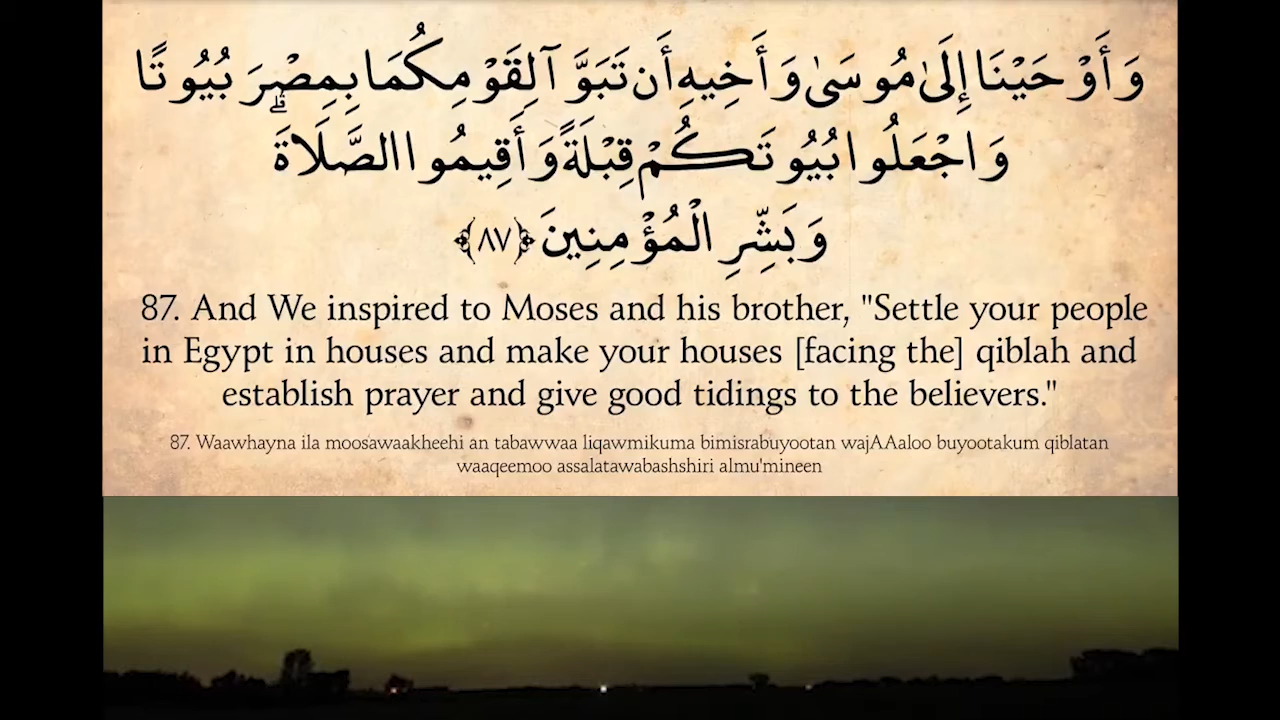 وَأَوْحَيْنَا إِلَىٰ مُوسَىٰ وَأَخِيهِ أَن تَبَوَّآ لِقَوْمِكُمَا بِمِصْرَ بُيُوتًا
وَاجْعَلُوا بُيُوتَكُمْ قِبْلَةً وَأَقِيمُوا الصَّلَاةَ ۗ
وَبَشِّرِ الْمُؤْمِنِينَ ﴿٨٧﴾
87. And We inspired to Moses and his brother, "Settle your people
in Egypt in houses and make your houses [facing the] qiblah and
establish prayer and give good tidings to the believers."
87. Waawhayna ila moosawaakheehi an tabawwaa liqawmikuma bimisrabuyootan wajAAaloo buyootakum qiblatan
waaqeemoo assalatawabashshiri almu'mineen